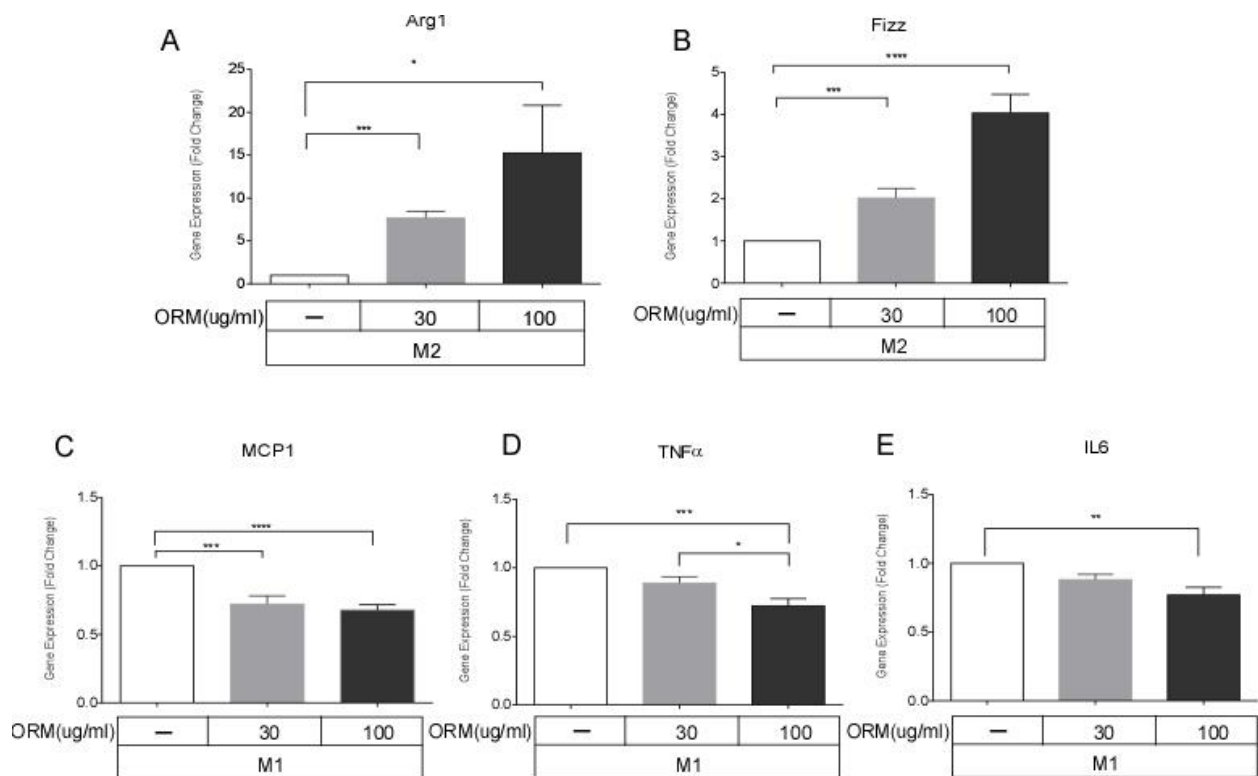 A
Arg1
Gene Expression (Fold Change)
25
20
15
10
5
0
*
***
ORM(ug/ml)
—
30
100
M2
B
Fizz
Gene Expression (Fold Change)
5
4
3
2
1
0
****
***
ORM(ug/ml)
—
30
100
M2
C
MCP1
Gene Expression (Fold Change)
1.5
1.0
0.5
0.0
****
***
ORM(ug/ml)
—
30
100
M1
D
TNFα
Gene Expression (Fold Change)
1.5
1.0
0.5
0.0
***
*
ORM(ug/ml)
—
30
100
M1
E
IL6
Gene Expression (Fold Change)
1.5
1.0
0.5
0.0
**
ORM(ug/ml)
—
30
100
M1